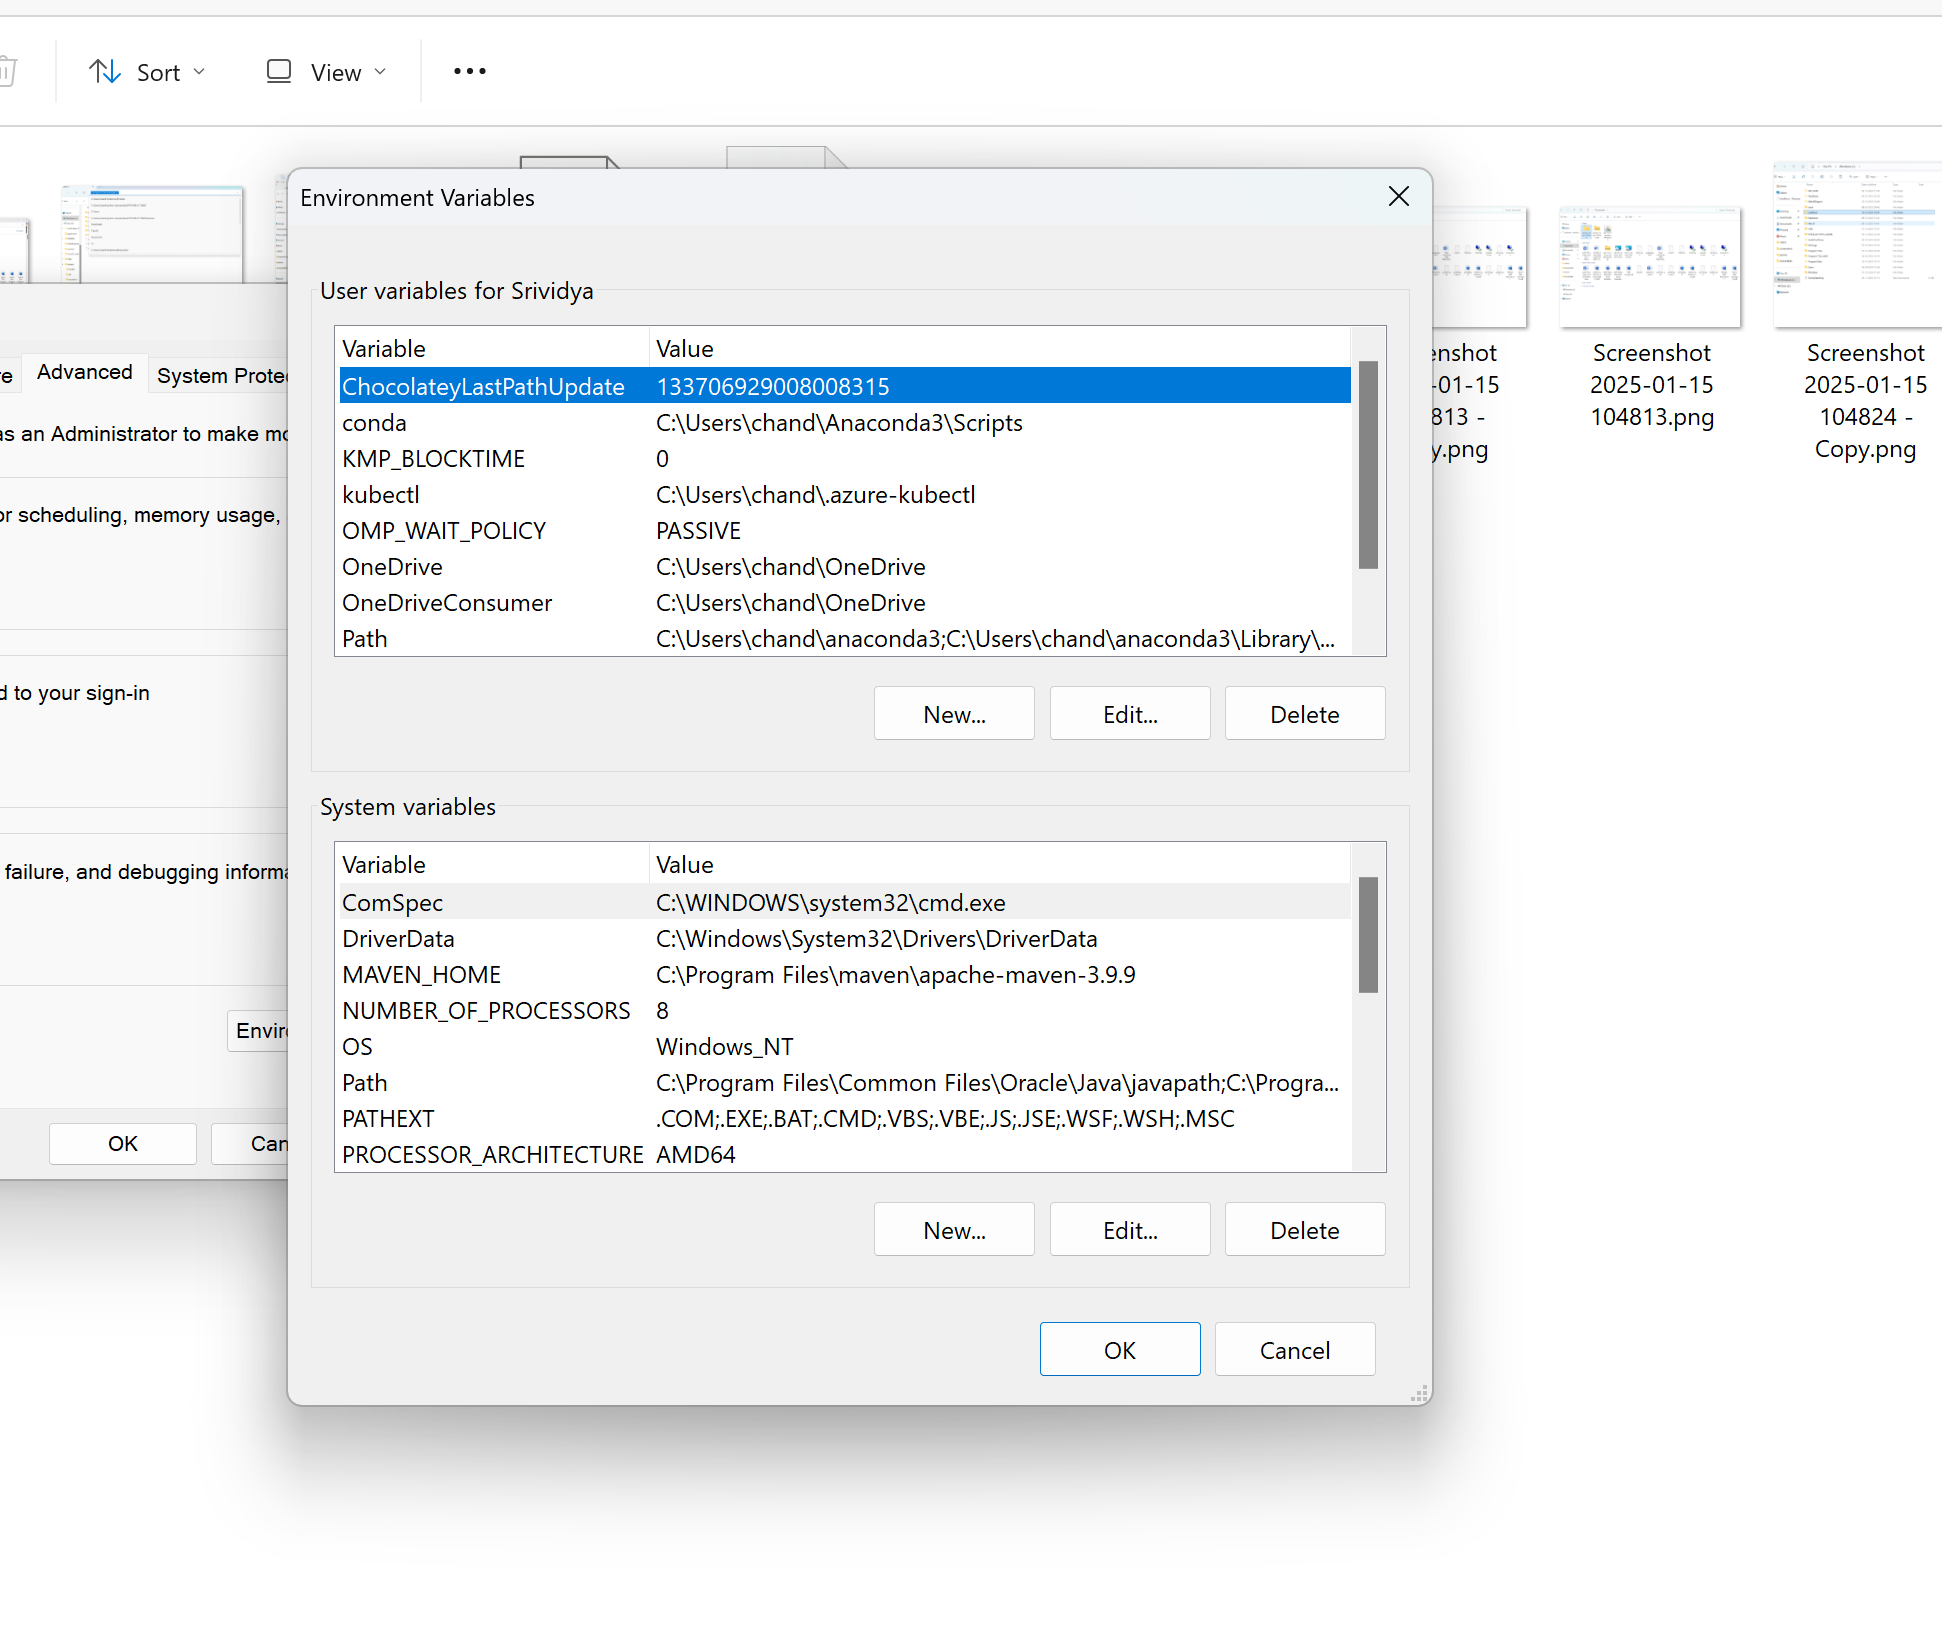 Sort View
Environment Variables
User variables for Srividya
Variable Value
ChocolateyLastPathUpdate 133706929008008315
conda C:\Users\chand\Anaconda3\Scripts
KMP_BLOCKTIME 0
kubectl C:\Users\chand\.azure-kubectl
OMP_WAIT_POLICY PASSIVE
OneDrive C:\Users\chand\OneDrive
OneDriveConsumer C:\Users\chand\OneDrive
Path C:\Users\chand\anaconda3;C:\Users\chand\anaconda3\Library\...
New... Edit... Delete
System variables
Variable Value
ComSpec C:\WINDOWS\system32\cmd.exe
DriverData C:\Windows\System32\Drivers\DriverData
MAVEN_HOME C:\Program Files\maven\apache-maven-3.9.9
NUMBER_OF_PROCESSORS 8
OS Windows_NT
Path C:\Program Files\Common Files\Oracle\Java\javapath;C:\Progra...
PATHEXT .COM;.EXE;.BAT;.CMD;.VBS;.VBE;.JS;.JSE;.WSF;.WSH;.MSC
PROCESSOR_ARCHITECTURE AMD64
New... Edit... Delete
OK Cancel
re Advanced System Protec
as an Administrator to make mo
or scheduling, memory usage,
d to your sign-in
failure, and debugging informa
Enviro
OK Can
enshot
-01-15
813 -
y.png
Screenshot
2025-01-15
104813.png
Screenshot
2025-01-15
104824 -
Copy.png